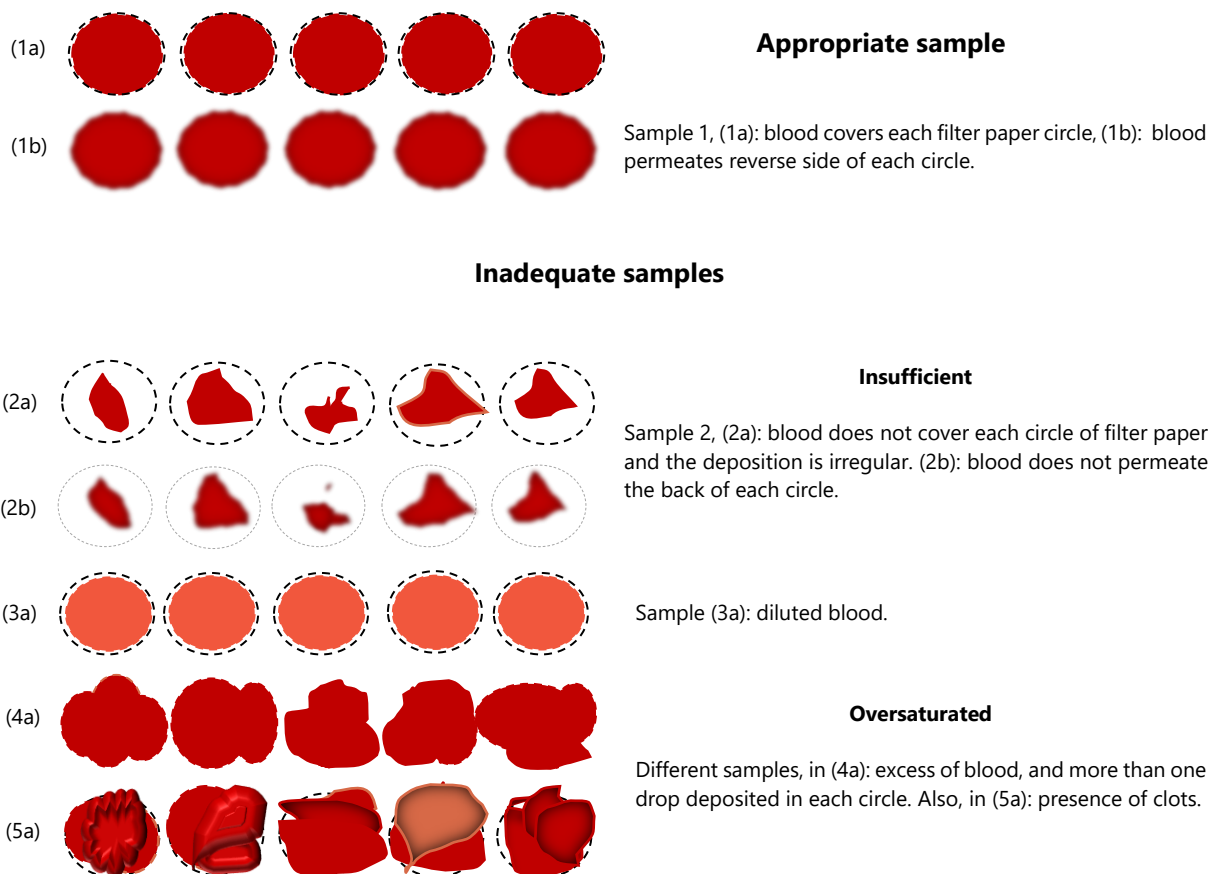 (1a)
Appropriate sample
(1b)
Sample 1, (1a): blood covers each filter paper circle, (1b): blood
permeates reverse side of each circle.
Inadequate samples
Insufficient
(2a)
Sample 2, (2a): blood does not cover each circle of filter paper
and the deposition is irregular. (2b): blood does not permeate
the back of each circle.
(2b)
(3a)
Sample (3a): diluted blood.
(4a)
Oversaturated
Different samples, in (4a): excess of blood, and more than one
drop deposited in each circle. Also, in (5a): presence of clots.
(5a)